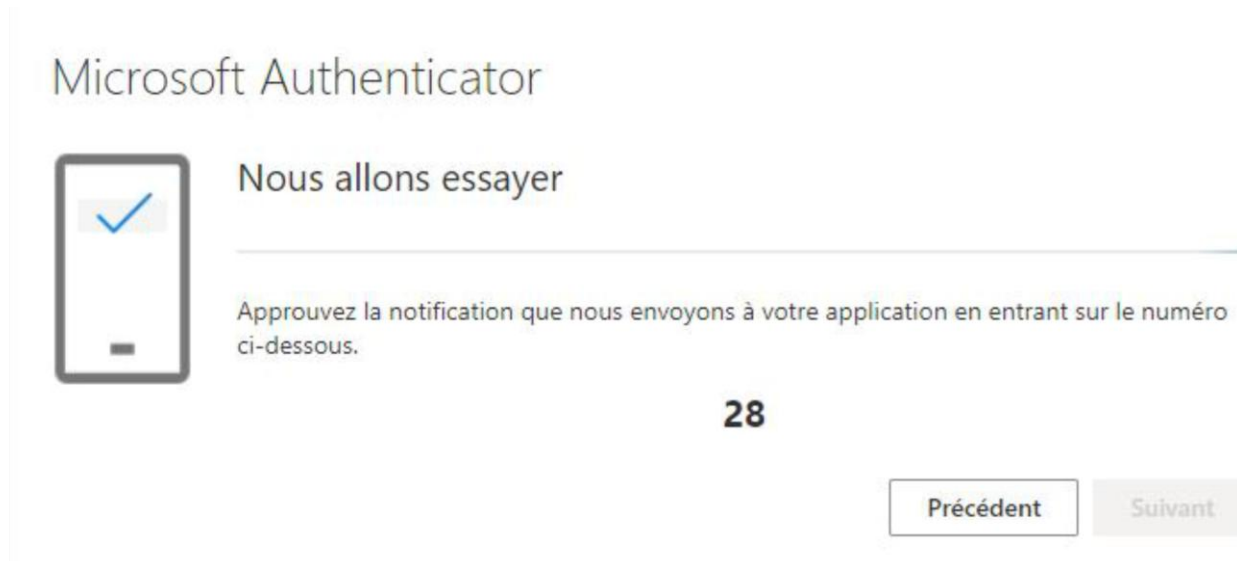 Microsoft Authenticator
Nous allons essayer
Approuvez la notification que nous envoyons à votre application en entrant sur le numéro
ci-dessous.
28
Précédent
Suivant